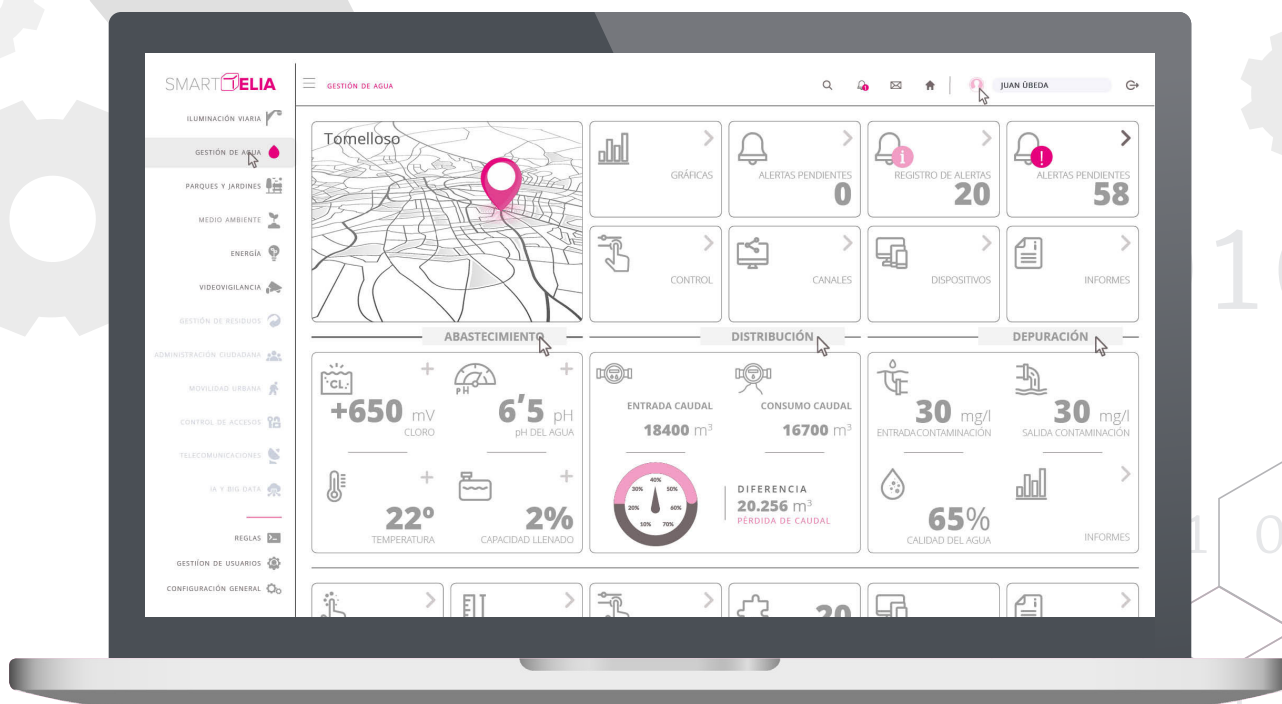 SMARTELIA
GESTIÓN DE AGUA
JUAN ÚBEDA
ILUMINACIÓN VIARIA
GESTIÓN DE AGUA
PARQUES Y JARDINES
MEDIO AMBIENTE
ENERGÍA
VIDEOVIGILANCIA
GESTIÓN DE RESIDUOS
ADMINISTRACIÓN CIUDADANA
MOVILIDAD URBANA
CONTROL DE ACCESOS
TELECOMUNICACIONES
IA Y BIG DATA
REGLAS
GESTIÍON DE USUARIOS
CONFIGURACIÓN GENERAL
Tomelloso
GRÁFICAS
ALERTAS PENDIENTES
0
REGISTRO DE ALERTAS
20
ALERTAS PENDIENTES
58
CONTROL
CANALES
DISPOSITIVOS
INFORMES
ABASTECIMIENTO
CL
+650 mV
CLORO
PH
6'5 pH
pH DEL AGUA
22º
TEMPERATURA
2%
CAPACIDAD LLENADO
DISTRIBUCIÓN
ENTRADA CAUDAL
18400 m³
CONSUMO CAUDAL
16700 m³
10% 20% 30% 40% 50% 60% 70%
DIFERENCIA
20.256 m³
PÉRDIDA DE CAUDAL
DEPURACIÓN
30 mg/l
ENTRADA CONTAMINACIÓN
30 mg/l
SALIDA CONTAMINACIÓN
65%
CALIDAD DEL AGUA
INFORMES
20